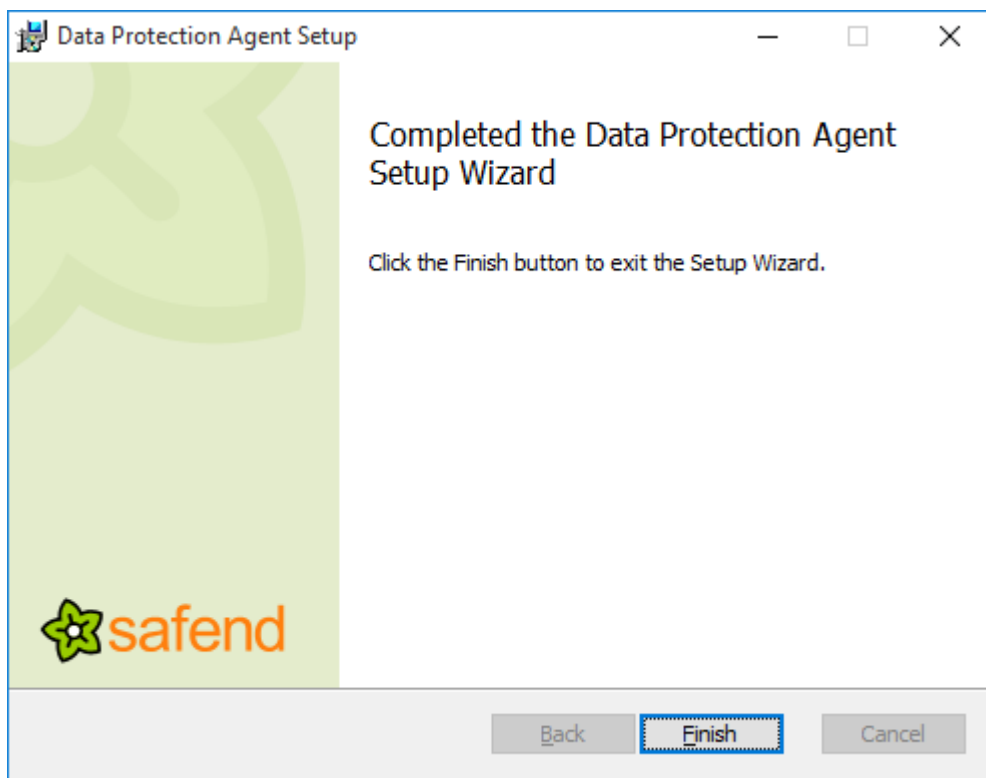 Data Protection Agent Setup
Completed the Data Protection Agent
Setup Wizard
Click the Finish button to exit the Setup Wizard.
safend
Back
Finish
Cancel